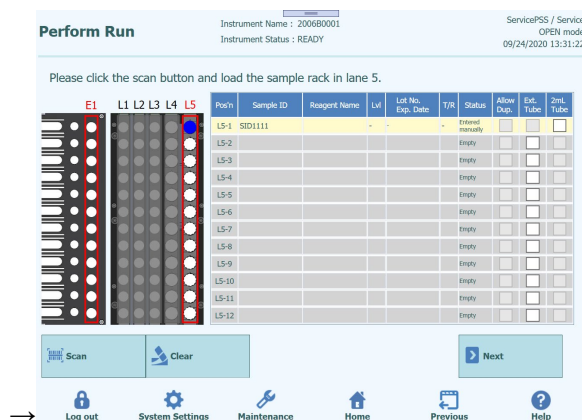 Perform Run
Instrument Name : 2006B0001
Instrument Status : READY
ServicePSS / Service
OPEN mode
09/24/2020 13:31:22
Please click the scan button and load the sample rack in lane 5.
E1 L1 L2 L3 L4 L5
Pos'n Sample ID Reagent Name Lvl Lot No. Exp. Date T/R Status Allow Dup. Ext. Tube 2mL Tube
L5-1 SID1111 - - - Entered manually
L5-2 Empty
L5-3 Empty
L5-4 Empty
L5-5 Empty
L5-6 Empty
L5-7 Empty
L5-8 Empty
L5-9 Empty
L5-10 Empty
L5-11 Empty
L5-12 Empty
Scan Clear Next
Log out System Settings Maintenance Home Previous Help